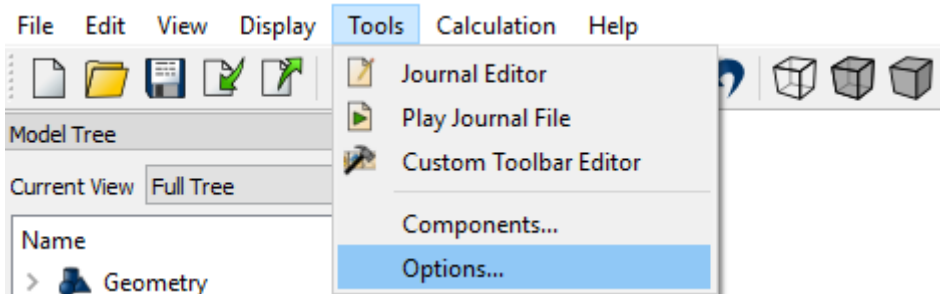 File Edit View Display Tools Calculation Help
Journal Editor
Play Journal File
Custom Toolbar Editor
Components...
Options...
Model Tree
Current View Full Tree
Name
Geometry